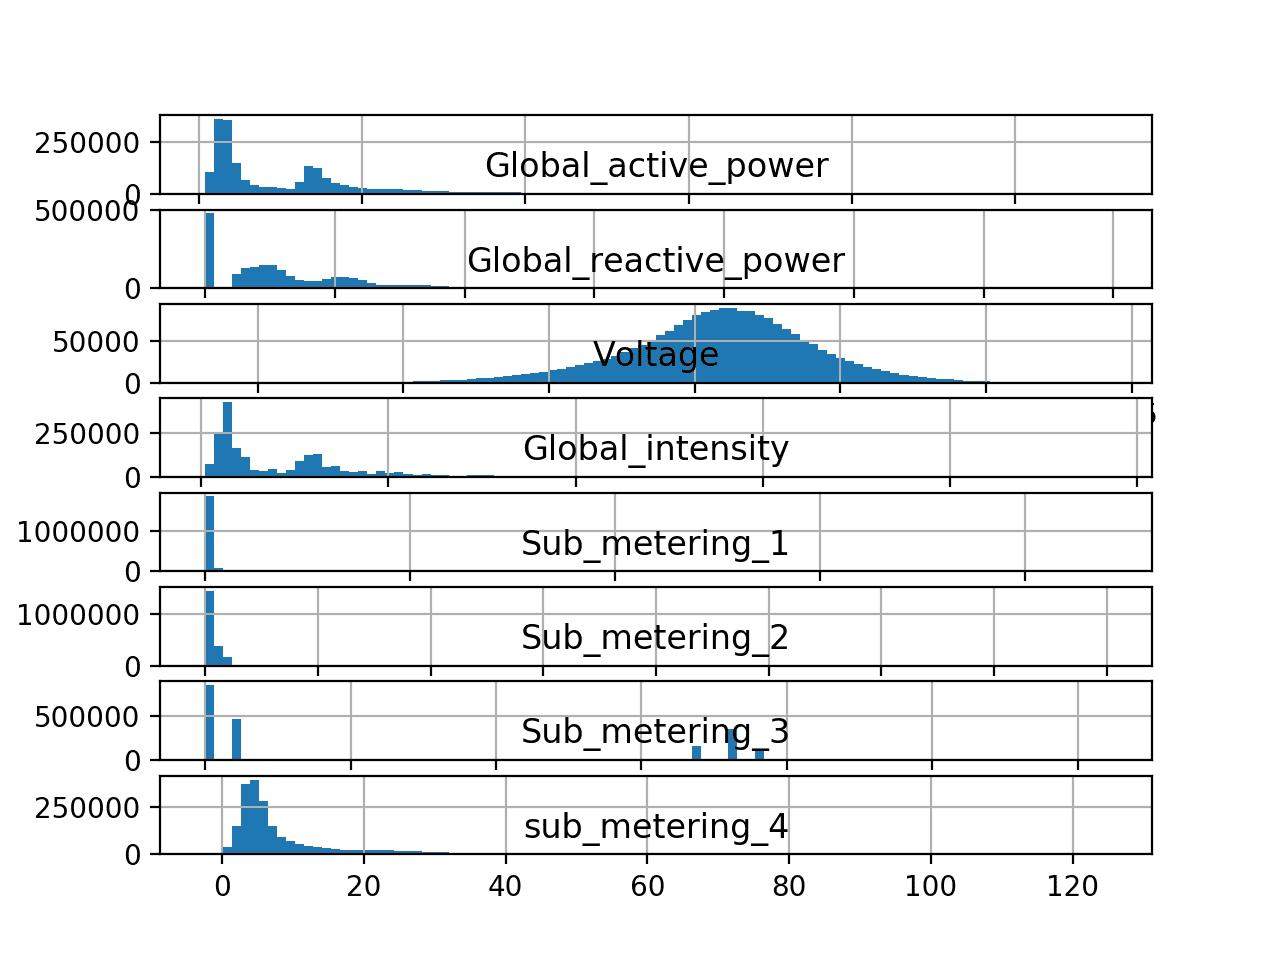 250000
Global_active_power
0
500000
Global_reactive_power
0
50000
Voltage
0
250000
Global_intensity
0
1000000
Sub_metering_1
0
1000000
Sub_metering_2
0
500000
Sub_metering_3
0
250000
sub_metering_4
0
0 20 40 60 80 100 120